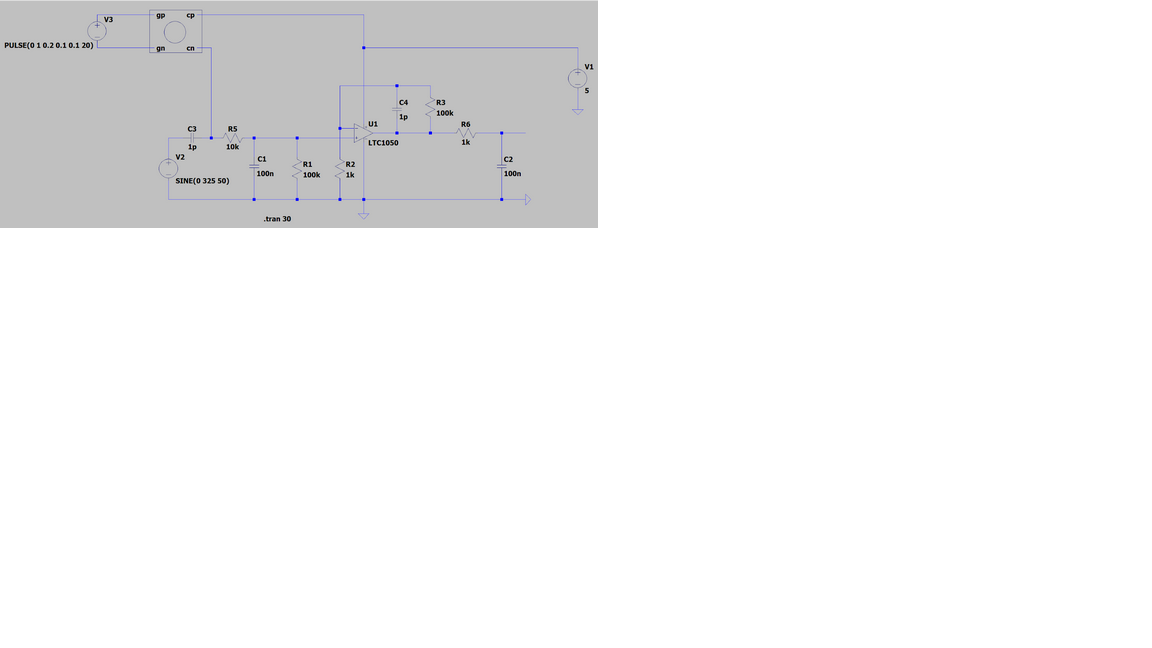 gp cp
V3
PULSE(0 1 0.2 0.1 0.1 20)
gn cn
V1
5
C4
1p
R3
100k
U1
LTC1050
R6
1k
C3
1p
R5
10k
V2
SINE(0 325 50)
C1
100n
R1
100k
R2
1k
C2
100n
.tran 30